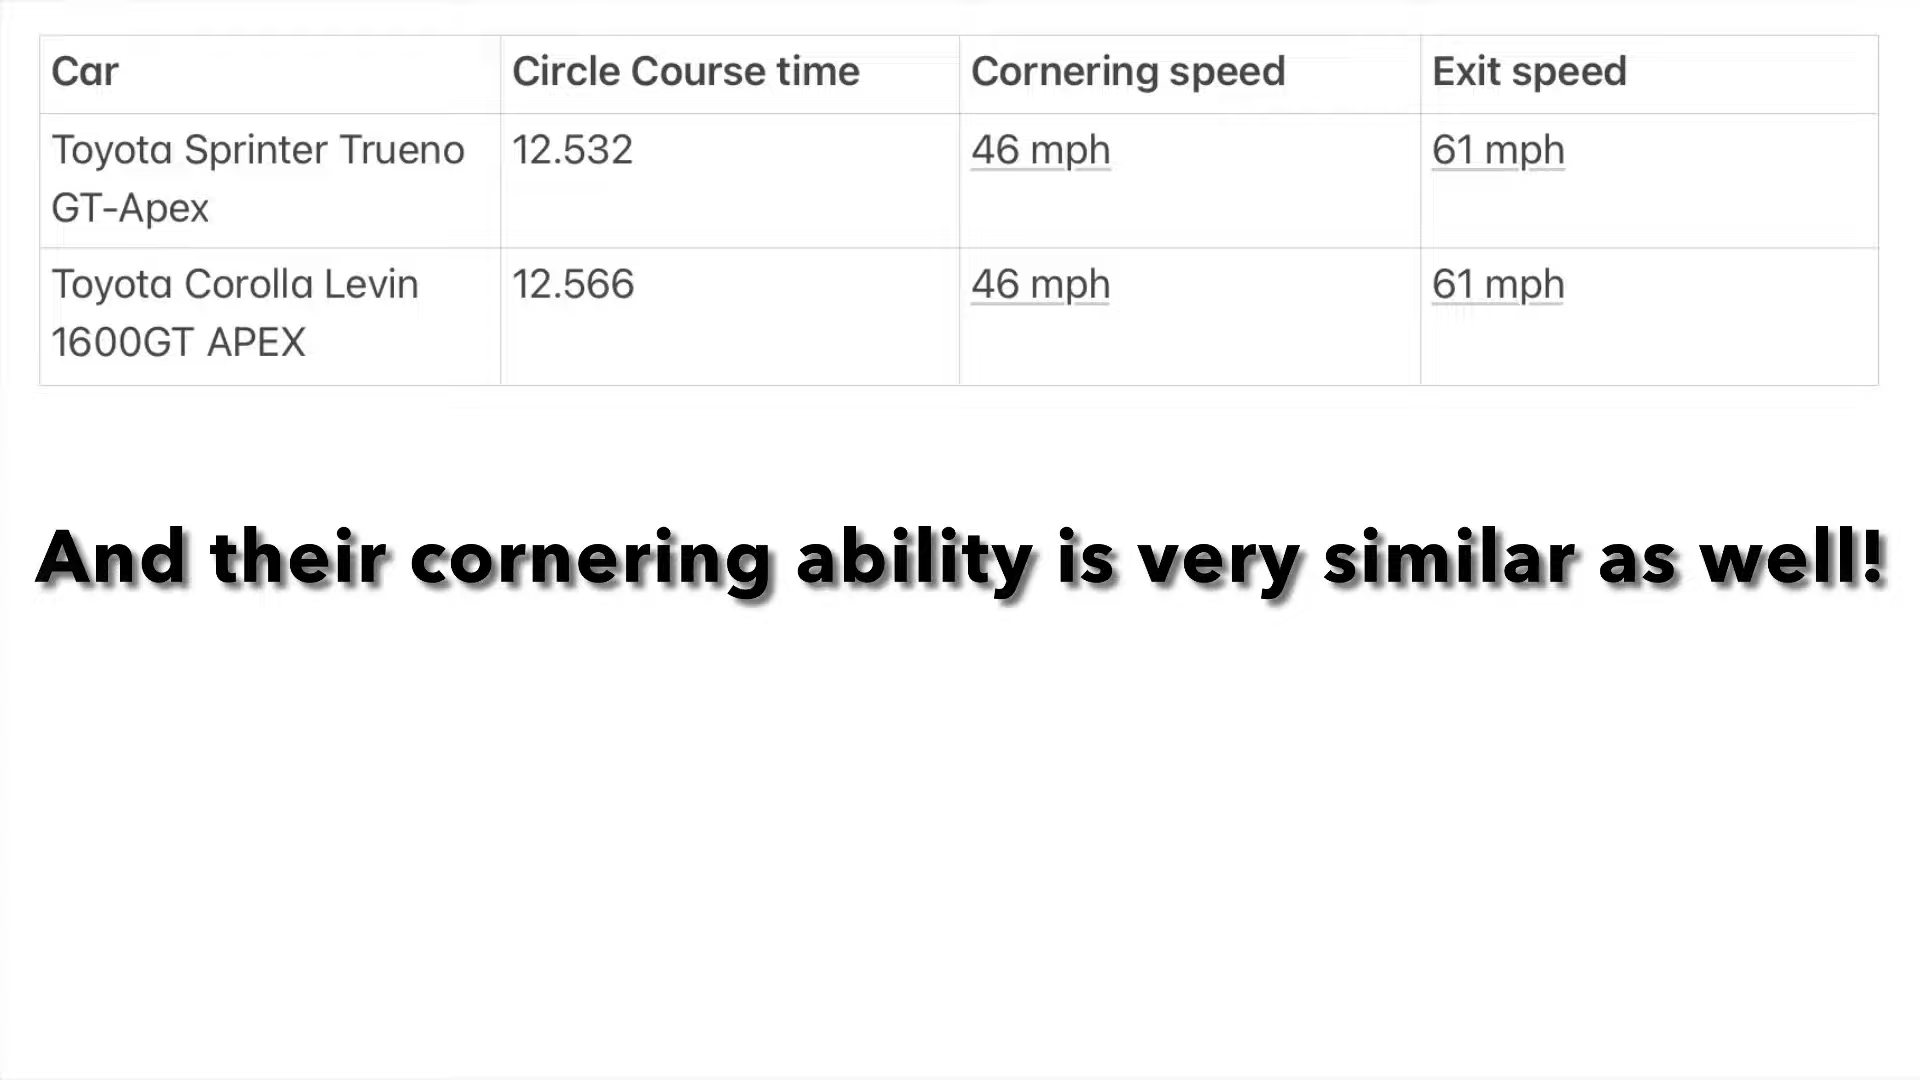 Car Circle Course time Cornering speed Exit speed
Toyota Sprinter Trueno 12.532 46 mph 61 mph
GT-Apex
Toyota Corolla Levin 12.566 46 mph 61 mph
1600GT APEX
And their cornering ability is very similar as well!